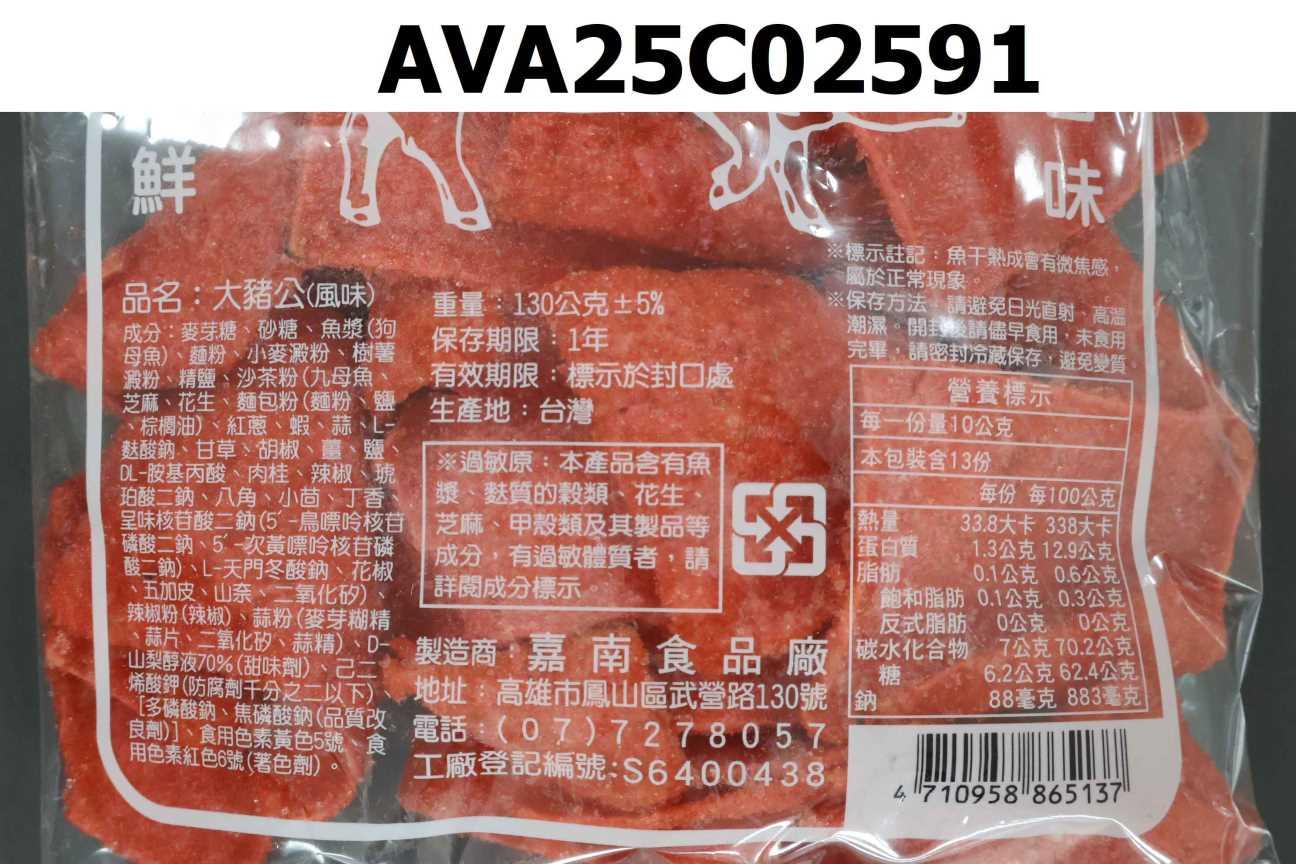 AVA25C02591
鮮
味
品名：大豬公(風味)
成分：麥芽糖、砂糖、魚漿(狗
母魚)、麵粉、小麥澱粉、樹薯
澱粉、精鹽、沙茶粉(九母魚、
芝麻、花生、麵包粉(麵粉、鹽
、棕櫚油)、紅蔥、蝦、蒜、L-
麩酸鈉、甘草、胡椒、薑、鹽、
DL-胺基丙酸、肉桂、辣椒、琥
珀酸二鈉、八角、小茴、丁香、
呈味核苷酸二鈉(5´-鳥嘌呤核苷
磷酸二鈉、5´-次黃嘌呤核苷磷
酸二鈉)、L-天門冬酸鈉、花椒
、五加皮、山奈、二氧化矽)、
辣椒粉(辣椒)、蒜粉(麥芽糊精
、蒜片、二氧化矽、蒜精)、D-
山梨醇液70%(甜味劑)、己二
烯酸鉀(防腐劑千分之二以下)、
[多磷酸鈉、焦磷酸鈉(品質改
良劑)]、食用色素黃色5號、食
用色素紅色6號(著色劑)。
重量：130公克±5%
保存期限：1年
有效期限：標示於封口處
生產地：台灣
※過敏原：本產品含有魚
漿、麩質的穀類、花生、
芝麻、甲殼類及其製品等
成分，有過敏體質者，請
詳閱成分標示。
製造商：嘉南食品廠
地址：高雄市鳳山區武營路130號
電話：(07)7278057
工廠登記編號:S6400438
※標示註記：魚干熟成會有微焦感，
屬於正常現象。
※保存方法：請避免日光直射、高溫
潮濕。開封後請儘早食用，未食用
完畢，請密封冷藏保存，避免變質。
營養標示
每一份量10公克
本包裝含13份
每份 每100公克
熱量 33.8大卡 338大卡
蛋白質 1.3公克 12.9公克
脂肪 0.1公克 0.6公克
飽和脂肪 0.1公克 0.3公克
反式脂肪 0公克 0公克
碳水化合物 7公克 70.2公克
糖 6.2公克 62.4公克
鈉 88毫克 883毫克
4 710958 865137